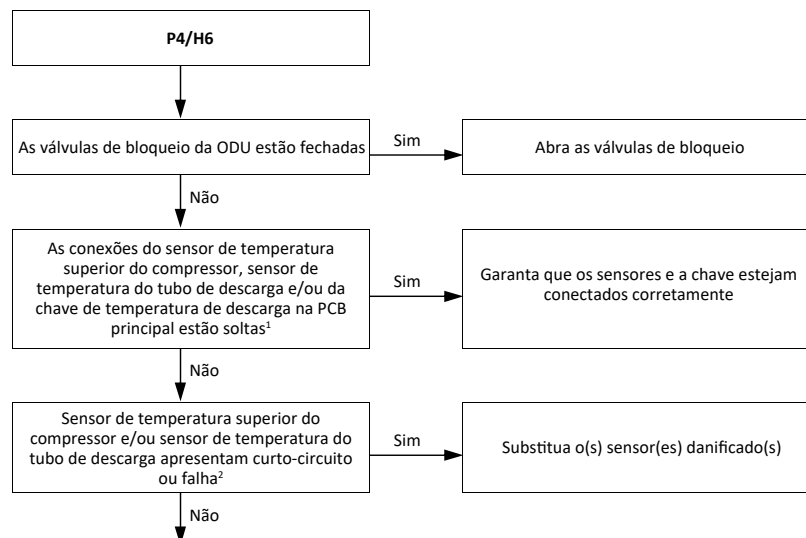 P4/H6
As válvulas de bloqueio da ODU estão fechadas
Sim
Abra as válvulas de bloqueio
Não
As conexões do sensor de temperatura
superior do compressor, sensor de
temperatura do tubo de descarga e/ou da
chave de temperatura de descarga na PCB
principal estão soltas¹
Sim
Garanta que os sensores e a chave estejam
conectados corretamente
Não
Sensor de temperatura superior do
compressor e/ou sensor de temperatura do
tubo de descarga apresentam curto-circuito
ou falha²
Sim
Substitua o(s) sensor(es) danificado(s)
Não